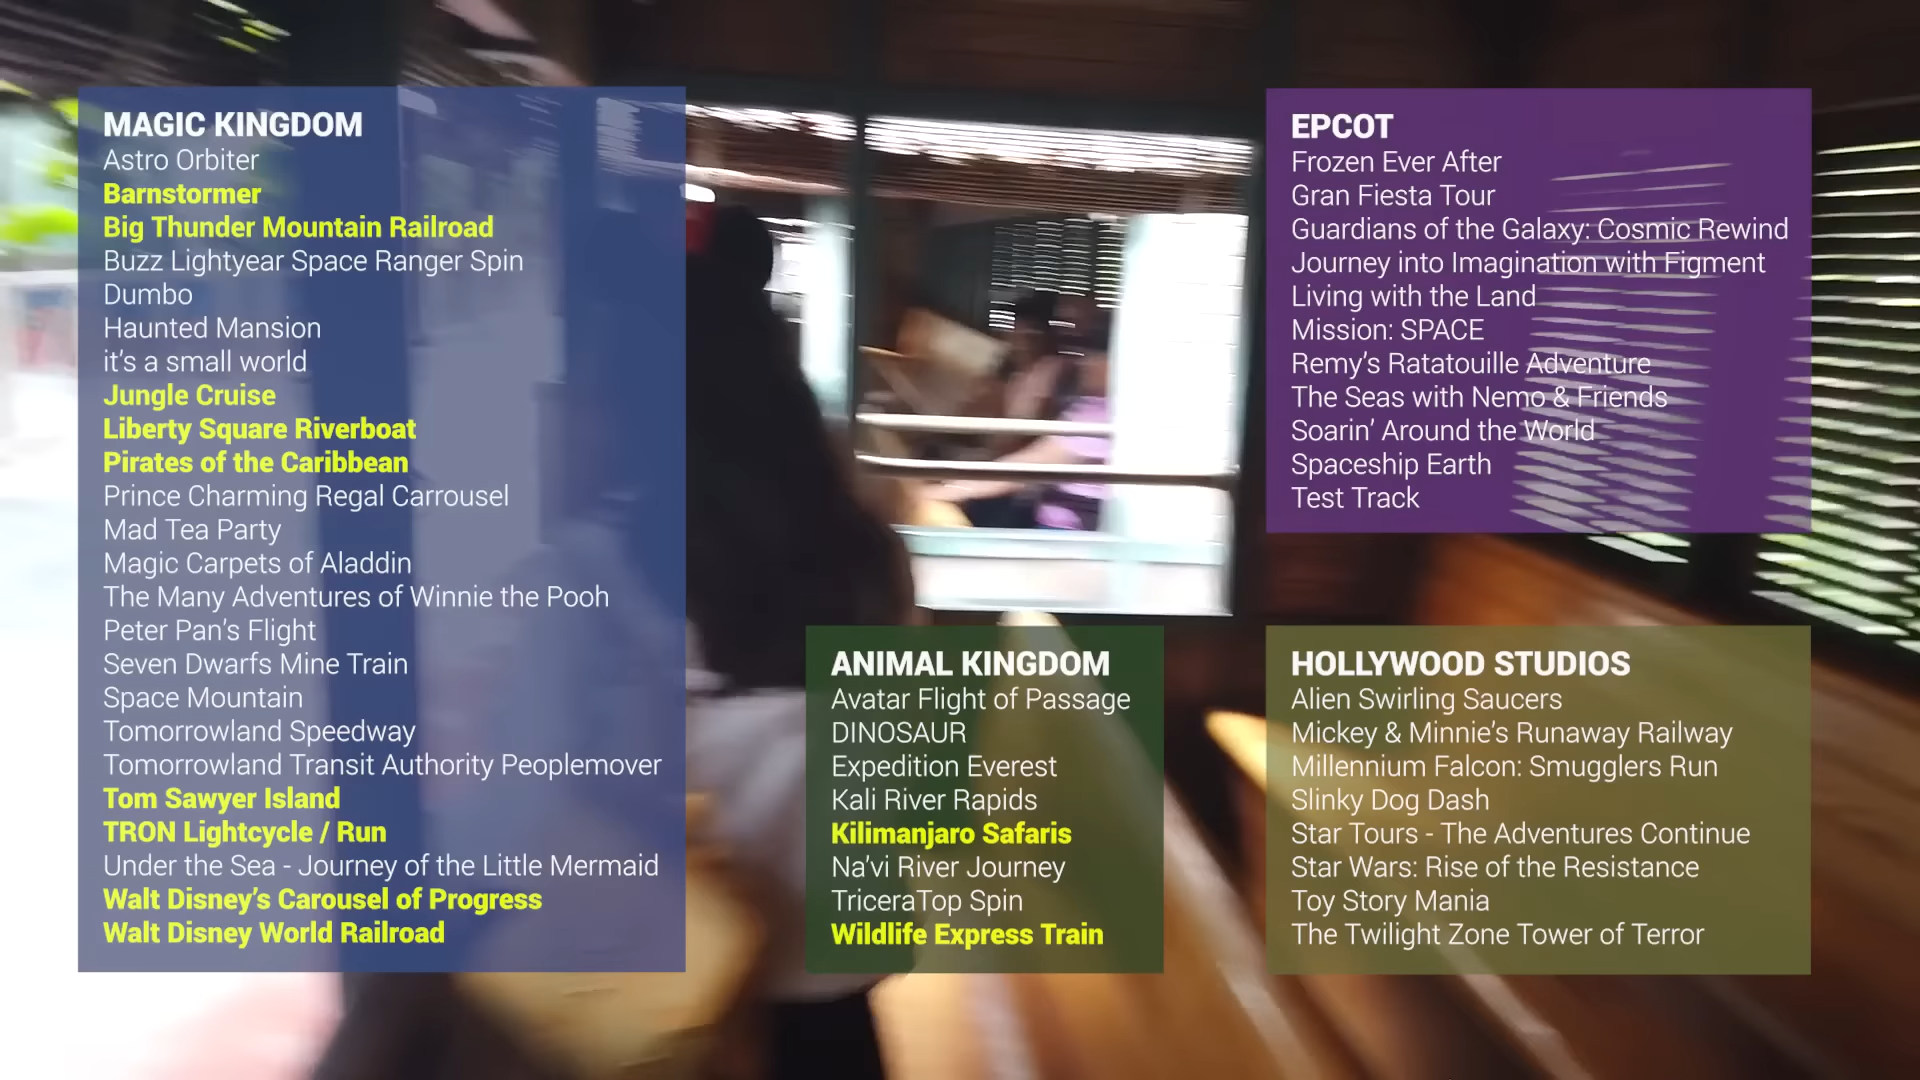 MAGIC KINGDOM
Astro Orbiter
Barnstormer
Big Thunder Mountain Railroad
Buzz Lightyear Space Ranger Spin
Dumbo
Haunted Mansion
it's a small world
Jungle Cruise
Liberty Square Riverboat
Pirates of the Caribbean
Prince Charming Regal Carrousel
Mad Tea Party
Magic Carpets of Aladdin
The Many Adventures of Winnie the Pooh
Peter Pan's Flight
Seven Dwarfs Mine Train
Space Mountain
Tomorrowland Speedway
Tomorrowland Transit Authority Peoplemover
Tom Sawyer Island
TRON Lightcycle / Run
Under the Sea - Journey of the Little Mermaid
Walt Disney's Carousel of Progress
Walt Disney World Railroad
ANIMAL KINGDOM
Avatar Flight of Passage
DINOSAUR
Expedition Everest
Kali River Rapids
Kilimanjaro Safaris
Na'vi River Journey
TriceraTop Spin
Wildlife Express Train
EPCOT
Frozen Ever After
Gran Fiesta Tour
Guardians of the Galaxy: Cosmic Rewind
Journey into Imagination with Figment
Living with the Land
Mission: SPACE
Remy's Ratatouille Adventure
The Seas with Nemo & Friends
Soarin' Around the World
Spaceship Earth
Test Track
HOLLYWOOD STUDIOS
Alien Swirling Saucers
Mickey & Minnie's Runaway Railway
Millennium Falcon: Smugglers Run
Slinky Dog Dash
Star Tours - The Adventures Continue
Star Wars: Rise of the Resistance
Toy Story Mania
The Twilight Zone Tower of Terror